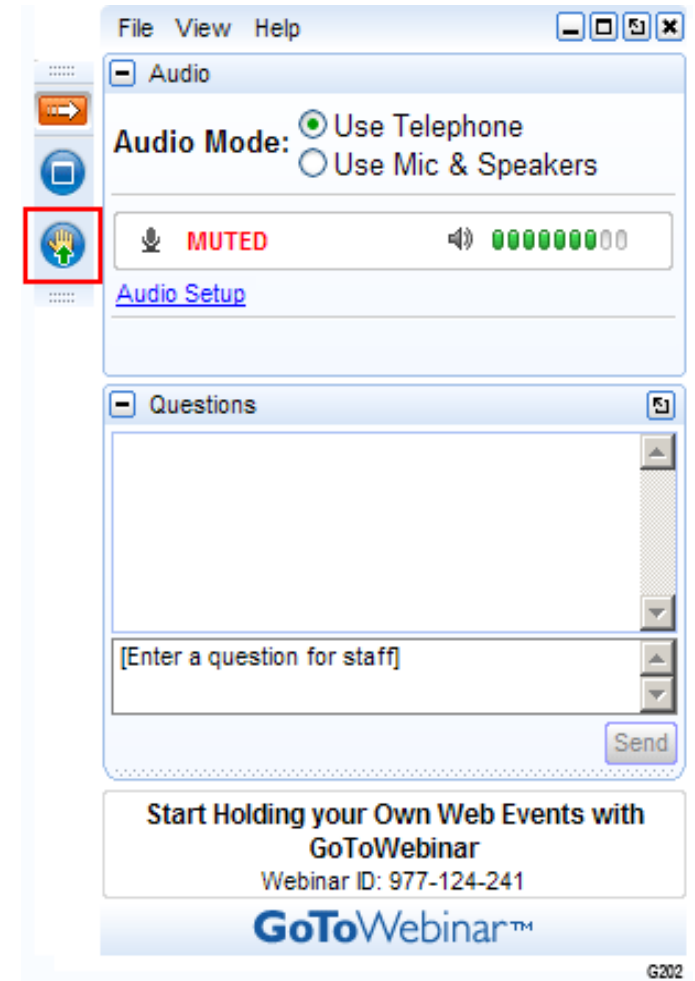 File View Help
Audio
Audio Mode:
Use Telephone
Use Mic & Speakers
MUTED
Audio Setup
Questions
[Enter a question for staff]
Send
Start Holding your Own Web Events with
GoToWebinar
Webinar ID: 977-124-241
GoToWebinar™
G202